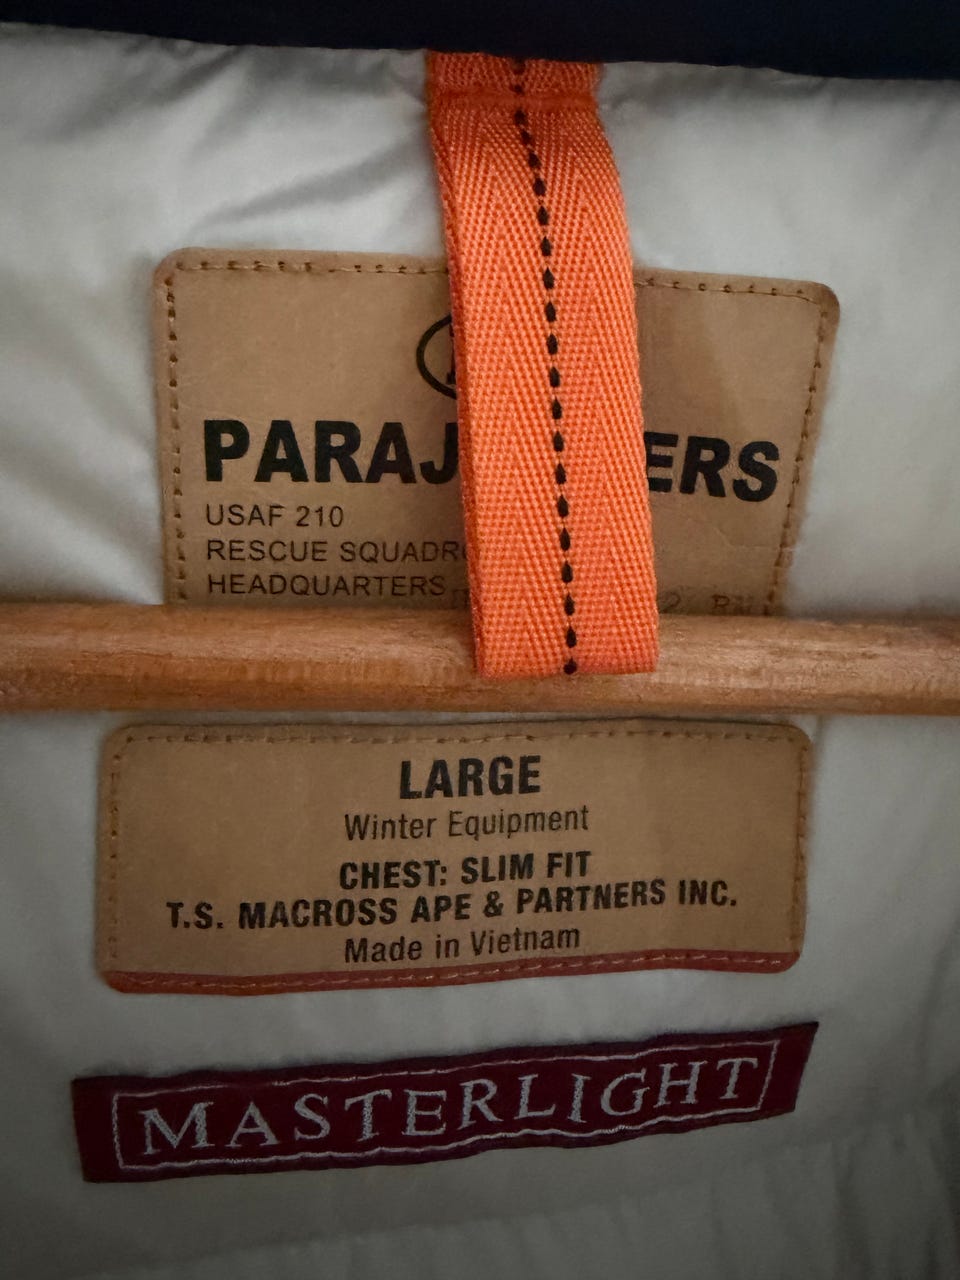 PARAJ ERS
USAF 210
RESCUE SQUADR
HEADQUARTERS
LARGE
Winter Equipment
CHEST: SLIM FIT
T.S. MACROSS APE & PARTNERS INC.
Made in Vietnam
MASTERLIGHT